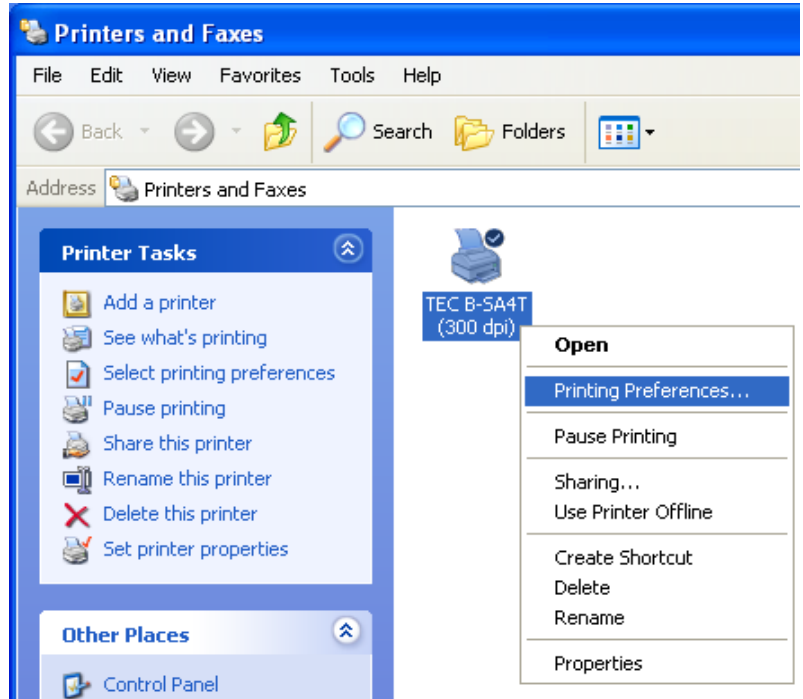 Printers and Faxes
File Edit View Favorites Tools Help
Back Search Folders
Address Printers and Faxes
Printer Tasks
Add a printer
See what's printing
Select printing preferences
Pause printing
Share this printer
Rename this printer
Delete this printer
Set printer properties
Other Places
Control Panel
TEC B-SA4T
(300 dpi)
Open
Printing Preferences...
Pause Printing
Sharing...
Use Printer Offline
Create Shortcut
Delete
Rename
Properties